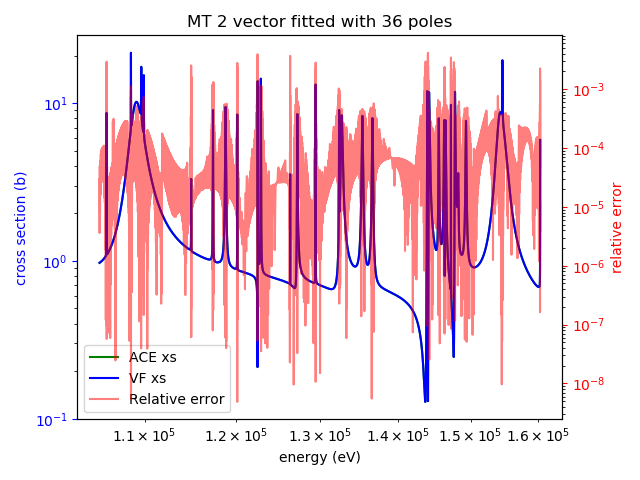 MT 2 vector fitted with 36 poles
cross section (b)
10¹
10⁰
10⁻¹
10⁻³
10⁻⁴
10⁻⁵
10⁻⁶
10⁻⁷
10⁻⁸
relative error
ACE xs
VF xs
Relative error
1.1 × 10⁵ 1.2 × 10⁵ 1.3 × 10⁵ 1.4 × 10⁵ 1.5 × 10⁵ 1.6 × 10⁵
energy (eV)